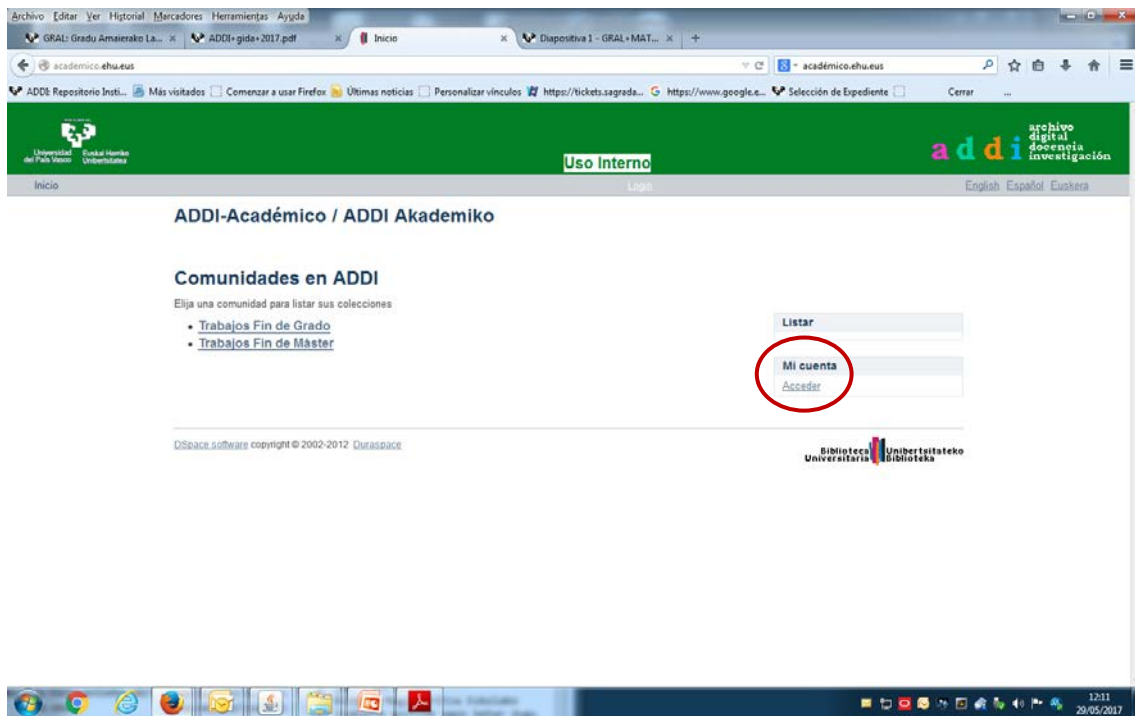 Archivo Editar Ver Historial Marcadores Herramientas Ayuda
GRAL: Gradu Amaierako La... ADDI+gida+2017.pdf Inicio Diapositiva 1 - GRAL+MAT...
academico.ehu.eus académico.ehu.eus
ADDI: Repositorio Insti... Más visitados Comenzar a usar Firefox Últimas noticias Personalizar vínculos https://tickets.sagrada... https://www.google.e... Selección de Expediente Cerrar ...
Universidad del País Vasco Euskal Herriko Unibertsitatea
Uso Interno
addi archivo digital docencia investigación
Inicio Login English Español Euskera
ADDI-Académico / ADDI Akademiko
Comunidades en ADDI
Elija una comunidad para listar sus colecciones
Trabajos Fin de Grado
Trabajos Fin de Máster
Listar
Mi cuenta
Acceder
DSpace software copyright © 2002-2012 Duraspace
Biblioteca Universitaria Unibertsitateko Biblioteka
12:11
29/05/2017